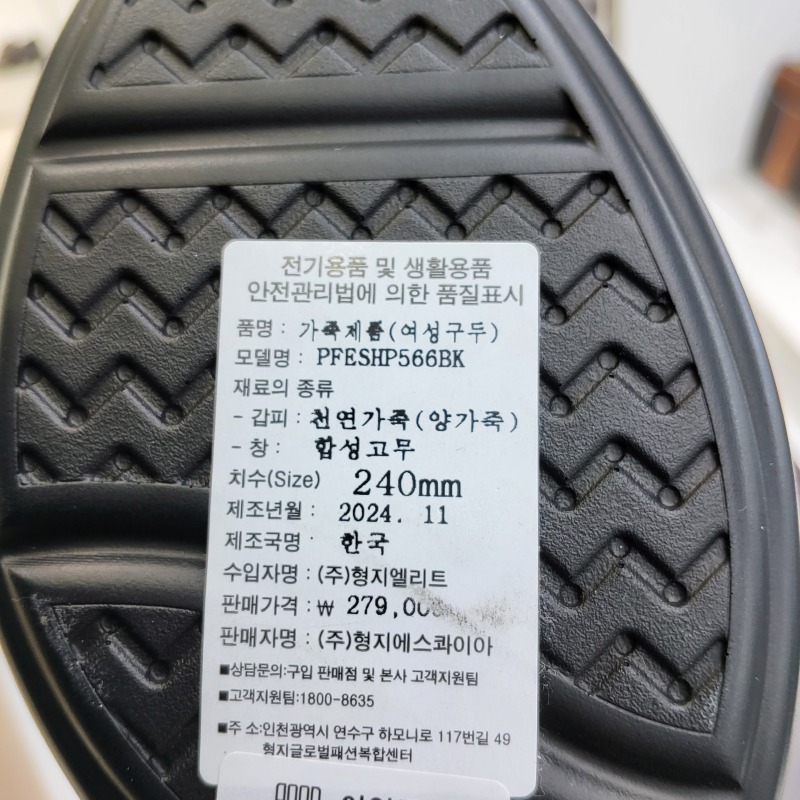 전기용품 및 생활용품
안전관리법에 의한 품질표시
품명 : 가죽제품(여성구두)
모델명 : PFESHP566BK
재료의 종류
- 갑피 : 천연가죽(양가죽)
- 창 : 합성고무
치수(Size) 240mm
제조년월 : 2024. 11
제조국명 : 한국
수입자명 : (주)형지엘리트
판매가격 : ₩ 279,000
판매자명 : (주)형지에스콰이아
■상담문의:구입 판매점 및 본사 고객지원팀
■고객지원팀:1800-8635
■주 소:인천광역시 연수구 하모니로 117번길 49
형지글로벌패션복합센터